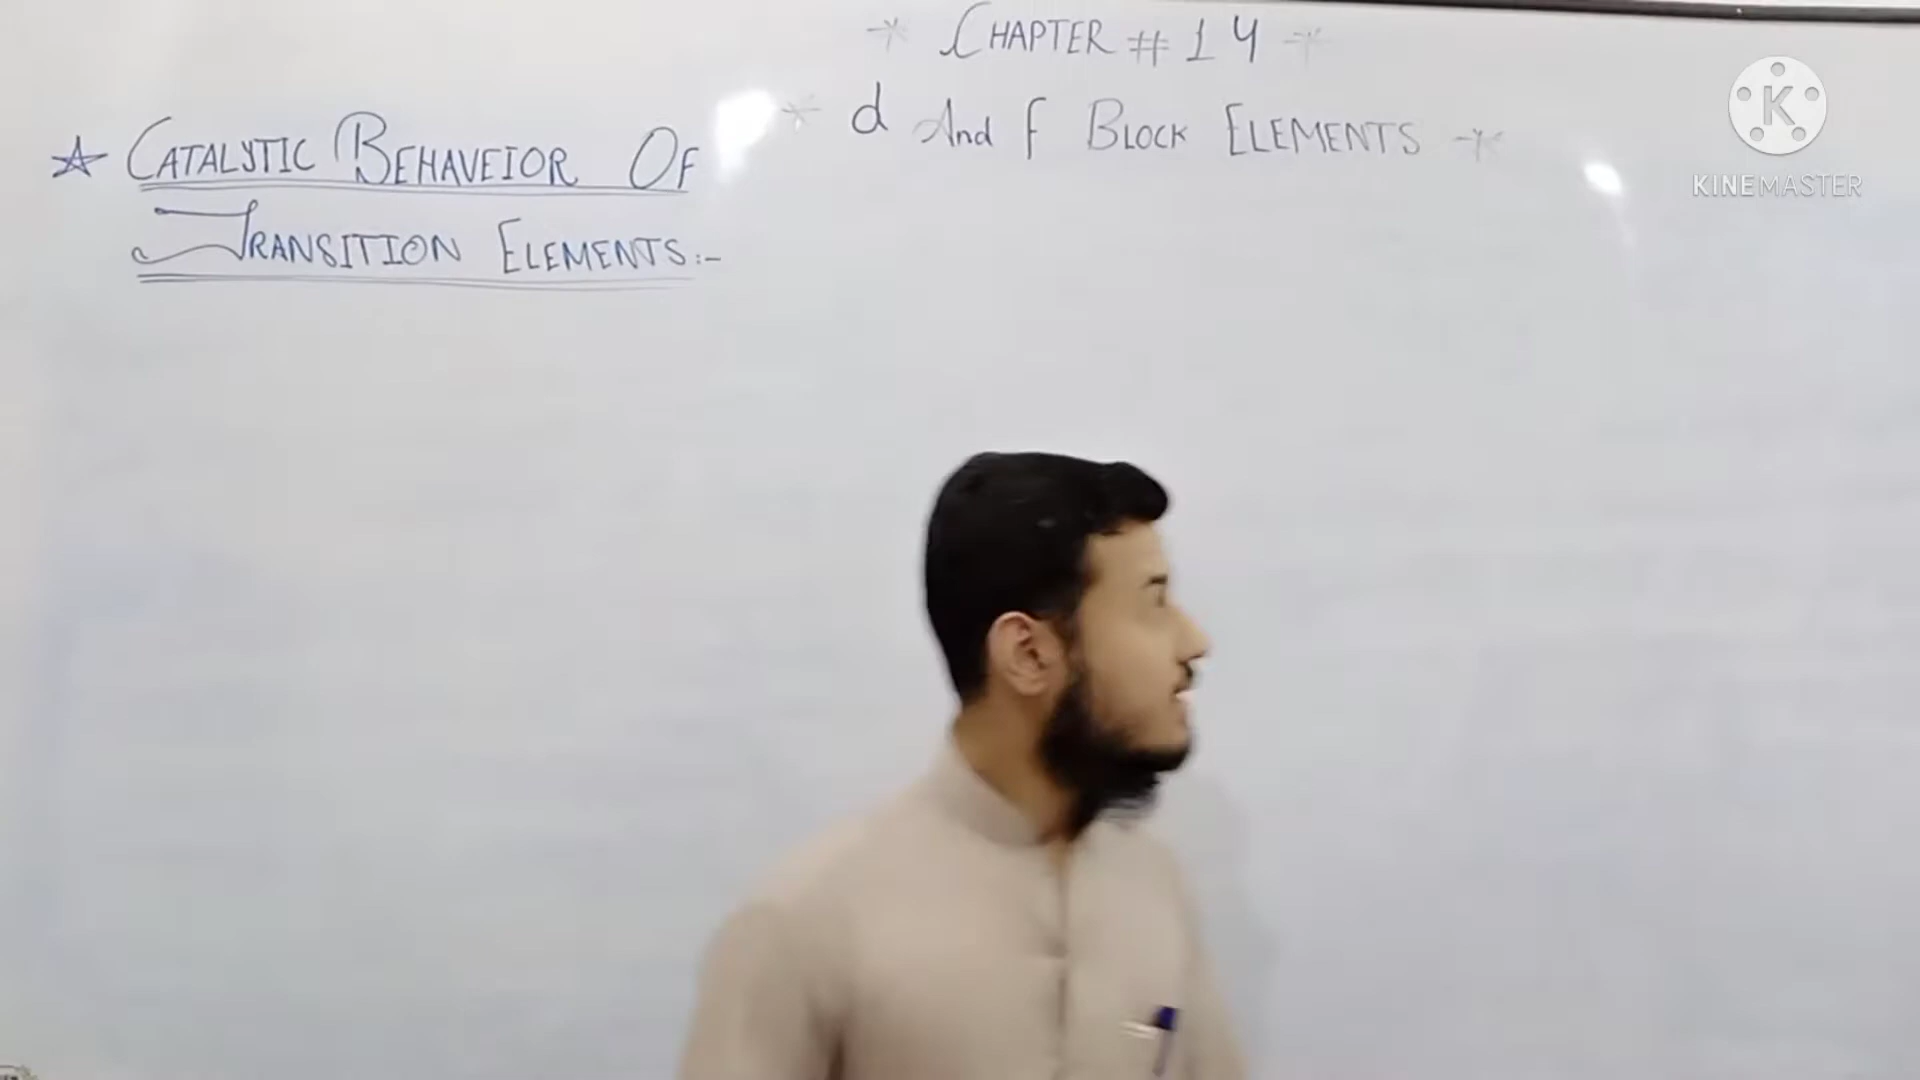 * CHAPTER # 14 *
* d And f BLOCK ELEMENTS *
☆ CATALYTIC BEHAVEIOR OF
TRANSITION ELEMENTS:-
K
KINEMASTER